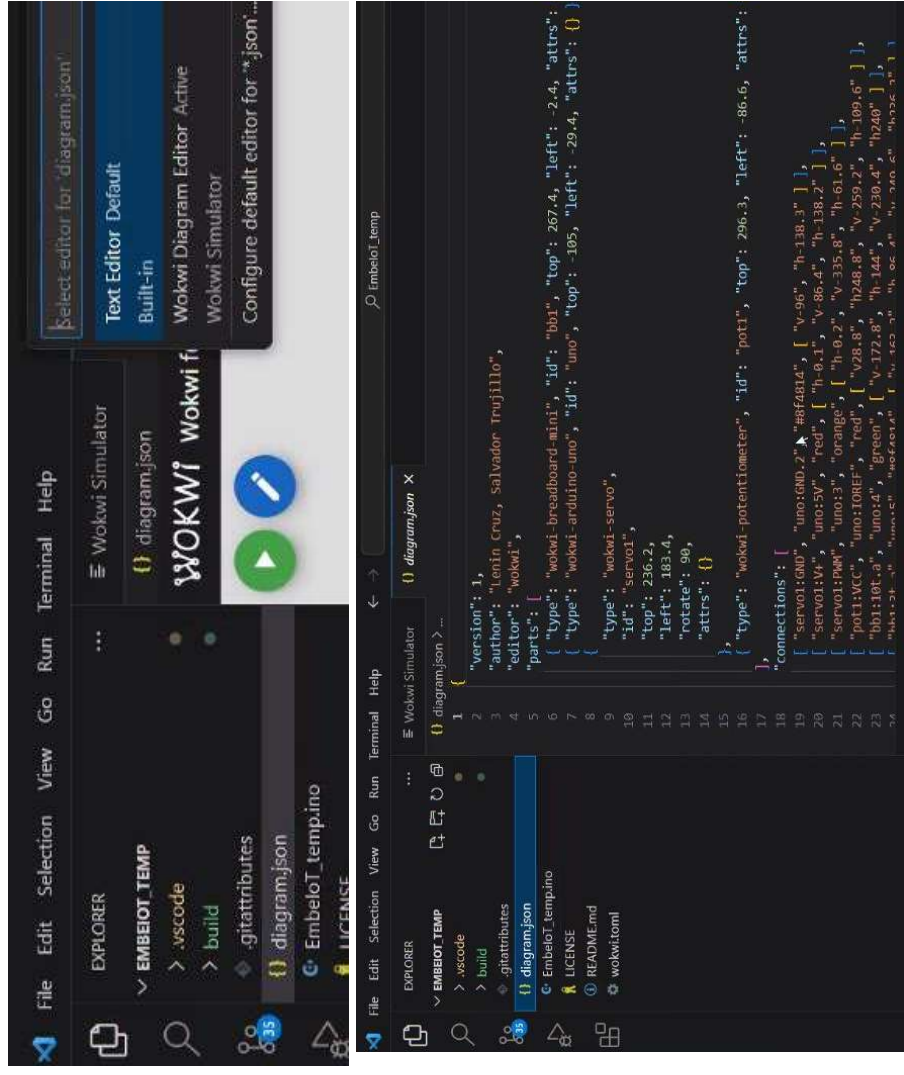 File Edit Selection View Go Run Terminal Help
EXPLORER
EMBEIOT_TEMP
.vscode
build
.gitattributes
{} diagram.json
EmbeIoT_temp.ino
LICENSE
35
Wokwi Simulator
{} diagram.json
WOKWI Wokwi f
Select editor for 'diagram.json'
Text Editor Default
Built-in
Wokwi Diagram Editor Active
Wokwi Simulator
Configure default editor for '*.json'...
File Edit Selection View Go Run Terminal Help
EmbeIoT_temp
EXPLORER
EMBEIOT_TEMP
.vscode
build
.gitattributes
{} diagram.json
EmbeIoT_temp.ino
LICENSE
README.md
wokwi.toml
35
Wokwi Simulator
{} diagram.json
{} diagram.json > ...
1 {
2 "version": 1,
3 "author": "Lenin Cruz, Salvador Trujillo",
4 "editor": "wokwi",
5 "parts": [
6 { "type": "wokwi-breadboard-mini", "id": "bb1", "top": 267.4, "left": -2.4, "attrs":
7 { "type": "wokwi-arduino-uno", "id": "uno", "top": -105, "left": -29.4, "attrs": {} }
8 {
9 "type": "wokwi-servo",
10 "id": "servo1",
11 "top": 236.2,
12 "left": 183.4,
13 "rotate": 90,
14 "attrs": {}
15 },
16 { "type": "wokwi-potentiometer", "id": "pot1", "top": 296.3, "left": -86.6, "attrs":
17 ],
18 "connections": [
19 [ "servo1:GND", "uno:GND.2", "#8f4814", [ "v-96", "h-138.3" ] ],
20 [ "servo1:V+", "uno:5V", "red", [ "h-0.1", "v-86.4", "h-138.2" ] ],
21 [ "servo1:PWM", "uno:3", "orange", [ "h-0.2", "v-335.8", "h-61.6" ] ],
22 [ "pot1:VCC", "uno:IOREF", "red", [ "v28.8", "h248.8", "v-259.2", "h-109.6" ] ],
23 [ "bb1:10t.a", "uno:4", "green", [ "v-172.8", "h-144", "v-230.4", "h240" ] ],
24